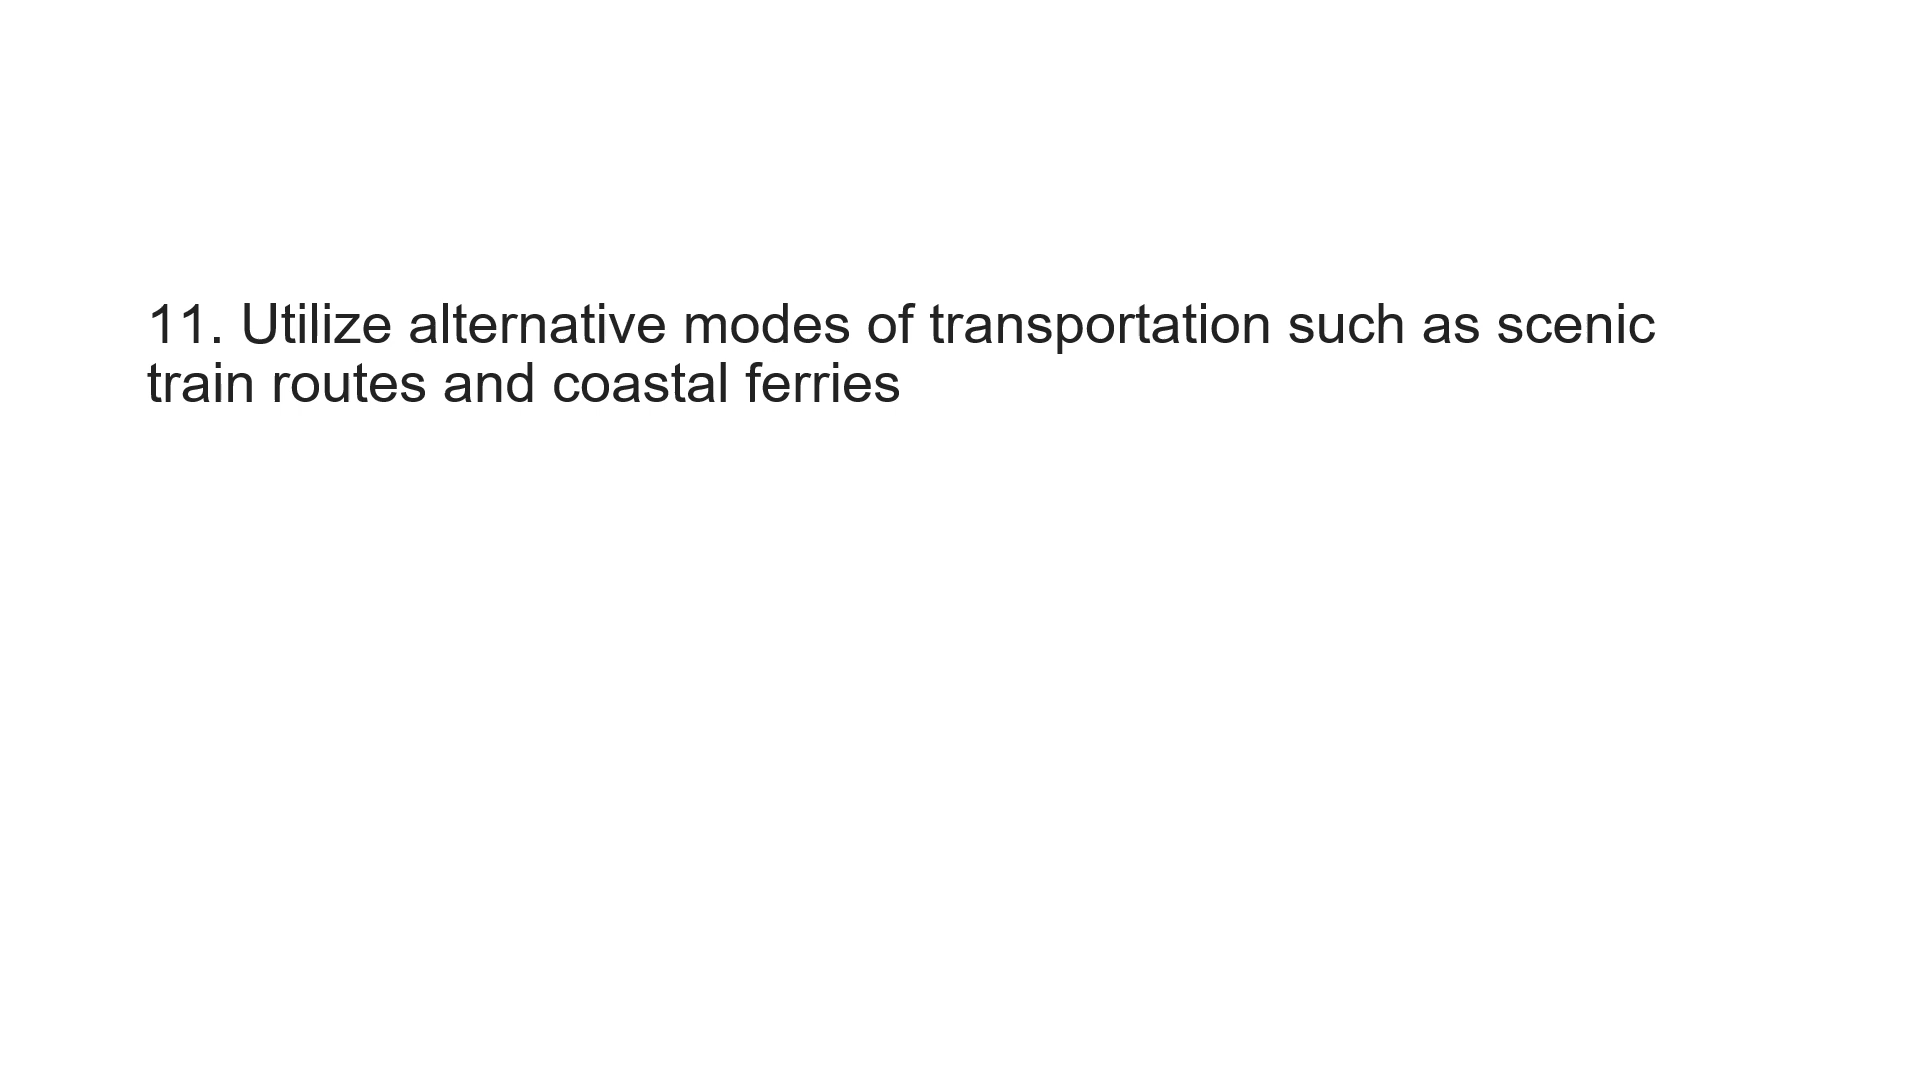 11. Utilize alternative modes of transportation such as scenic
train routes and coastal ferries